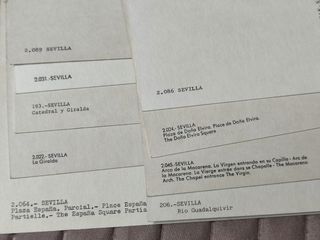 2.089 SEVILLA
2.031.-SEVILLA
193.-SEVILLA
Catedral y Giralda
2.022.-SEVILLA
La Giralda
2.064.- SEVILLA
Plaza España, Parcial.- Place España
Partielle.- The España Square Partia
2.086 SEVILLA
2.024.-SEVILLA
Plaza de Doña Elvira. Place de Doña Elvira.
The Doña Elvira Square
2.045.-SEVILLA
Arco de la Macarena. La Virgen entrando en su Capilla.- Arc de
la Macarena. La Vierge entrée dans se Chapelle.- The Macarena
Arch. The Chapel entrance The Virgin.
206.-SEVILLA
Rio Guadalquivir